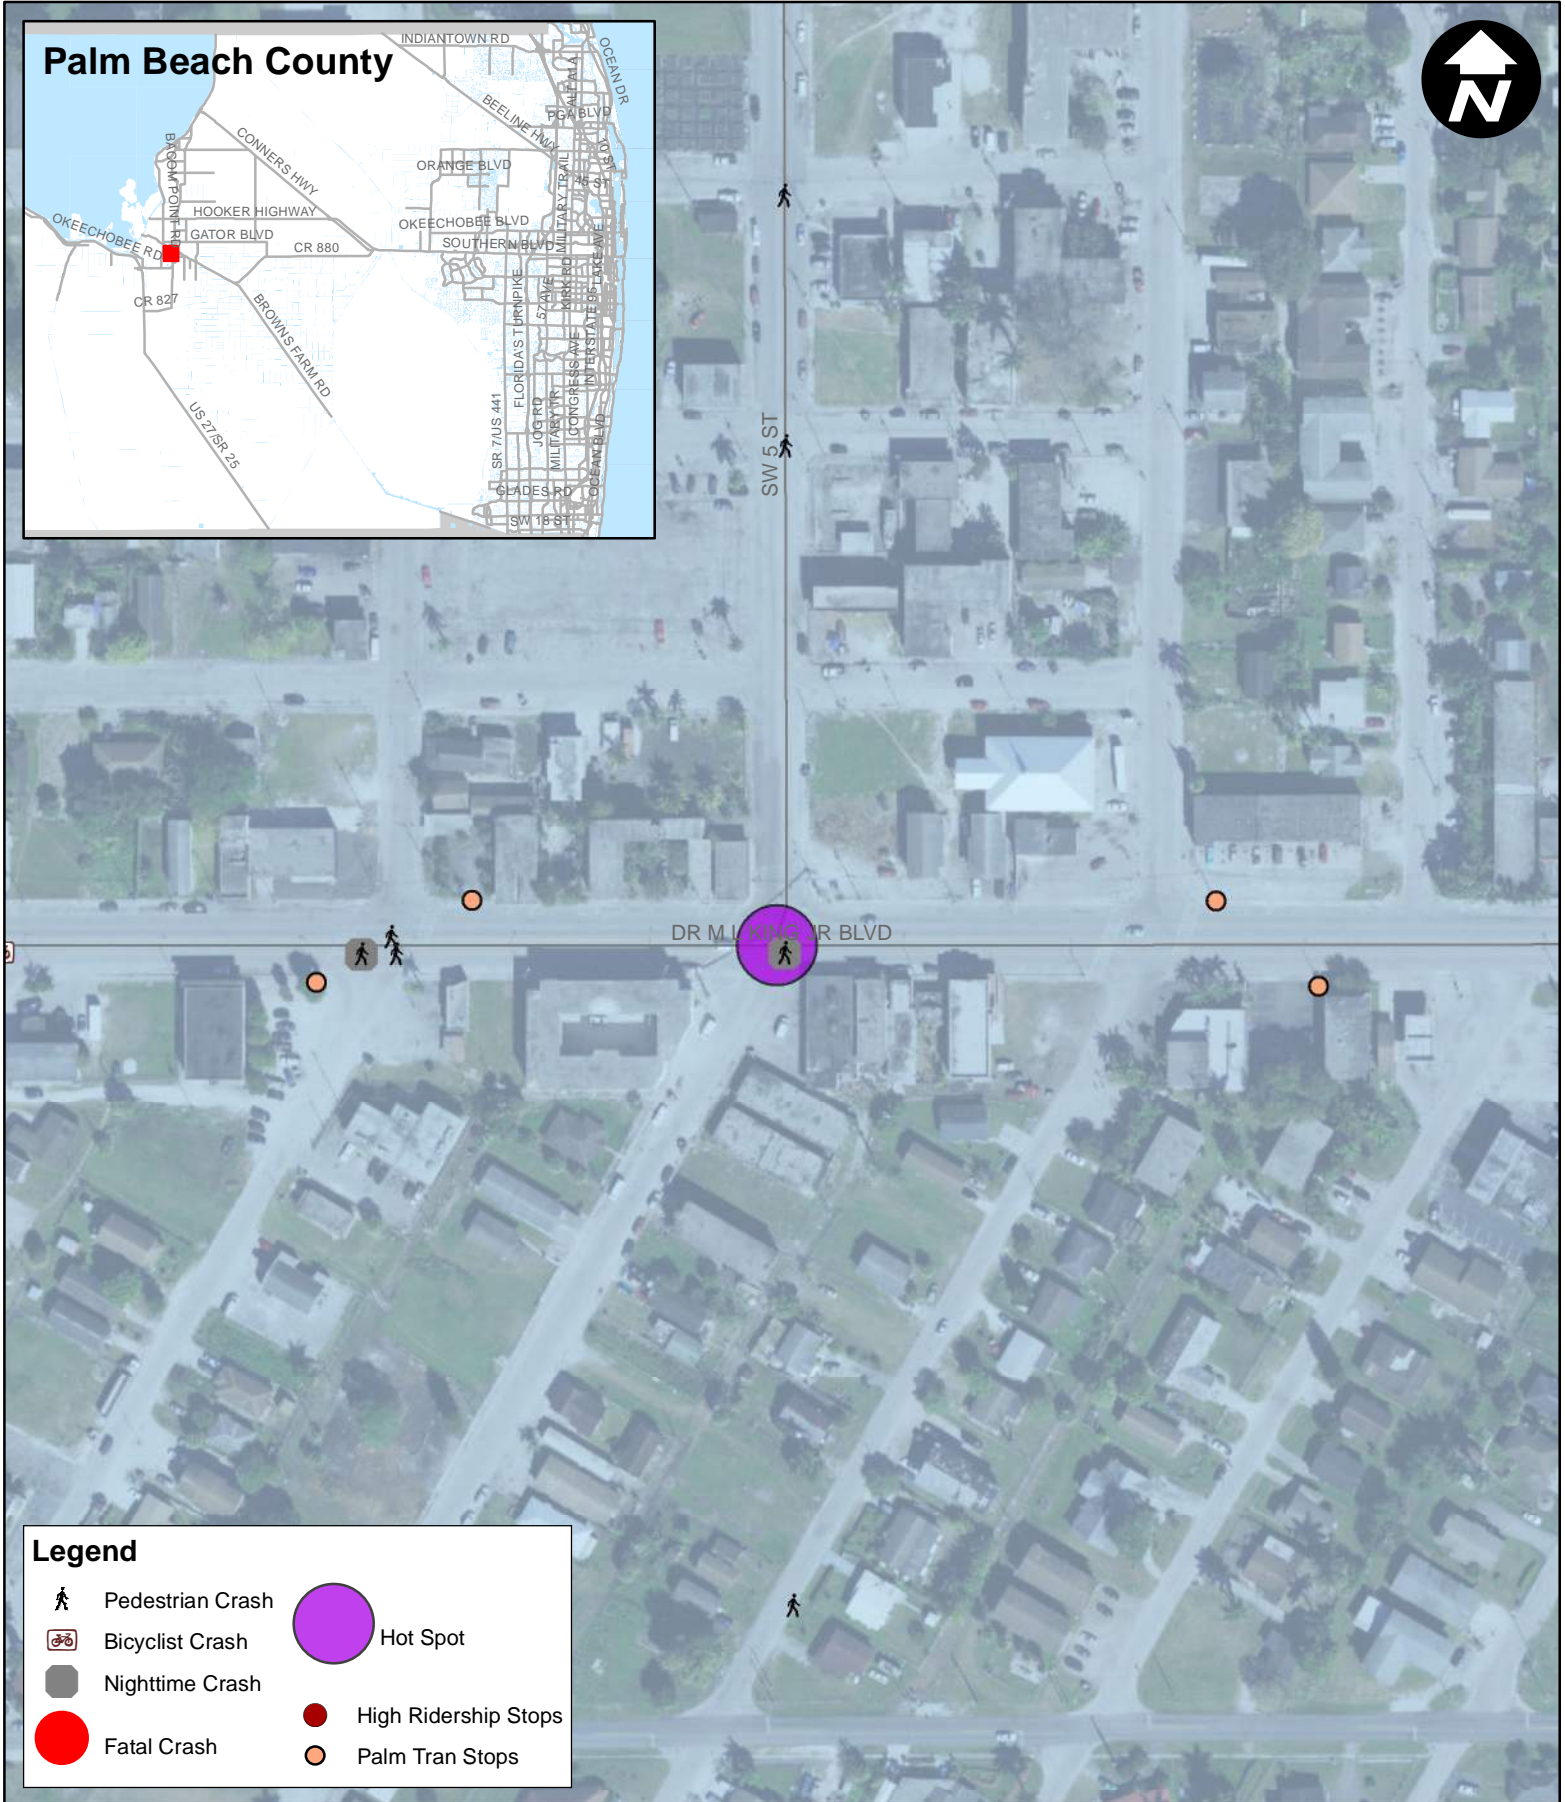 Palm Beach County
INDIANTOWN RD
OCEAN DR
ALT A1A
BEELINE HWY
PGA BLVD
BACOM POINT RD
CONNERS HWY
10 ST
ORANGE BLVD
45 ST
MILITARY TRAIL
HOOKER HIGHWAY
OKEECHOBEE BLVD
OKEECHOBEE RD
GATOR BLVD
CR 880
SOUTHERN BLVD
LAKE AVE
KIRK RD
CR 827
57 AVE
BROWNS FARM RD
FLORIDA'S TURNPIKE
INTERSTATE 95
CONGRESS AVE
US 27/SR 25
SR 7/US 441
JOG RD
MILITARY TR
OCEAN BLVD
GLADES RD
SW 18 ST
N
SW 5 ST
DR M L KING JR BLVD
Legend
Pedestrian Crash
Bicyclist Crash
Hot Spot
Nighttime Crash
High Ridership Stops
Fatal Crash
Palm Tran Stops